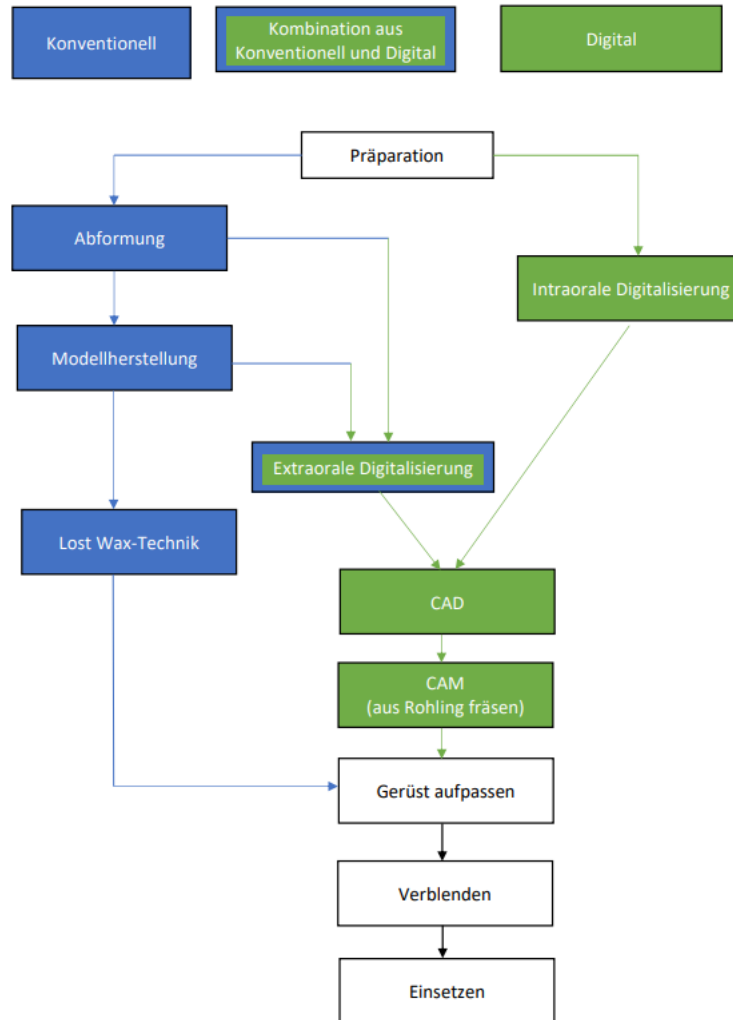 Konventionell
Kombination aus
Konventionell und Digital
Digital
Präparation
Abformung
Intraorale Digitalisierung
Modellherstellung
Extraorale Digitalisierung
Lost Wax-Technik
CAD
CAM
(aus Rohling fräsen)
Gerüst aufpassen
Verblenden
Einsetzen